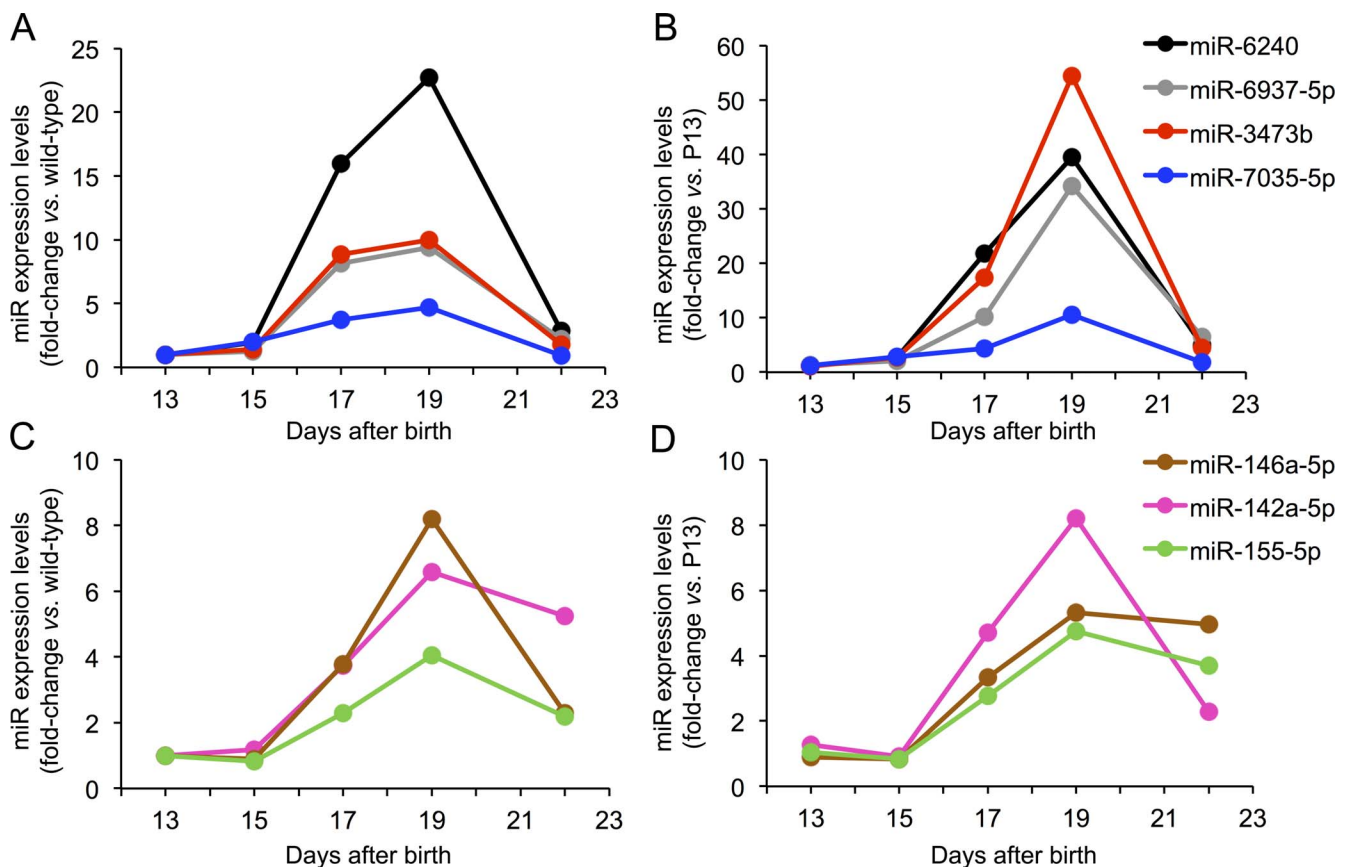 A
miR expression levels
(fold-change vs. wild-type)
25
20
15
10
5
0
13 15 17 19 21 23
Days after birth
B
miR expression levels
(fold-change vs. P13)
60
50
40
30
20
10
0
13 15 17 19 21 23
Days after birth
miR-6240
miR-6937-5p
miR-3473b
miR-7035-5p
C
miR expression levels
(fold-change vs. wild-type)
10
8
6
4
2
0
13 15 17 19 21 23
Days after birth
D
miR expression levels
(fold-change vs. P13)
10
8
6
4
2
0
13 15 17 19 21 23
Days after birth
miR-146a-5p
miR-142a-5p
miR-155-5p